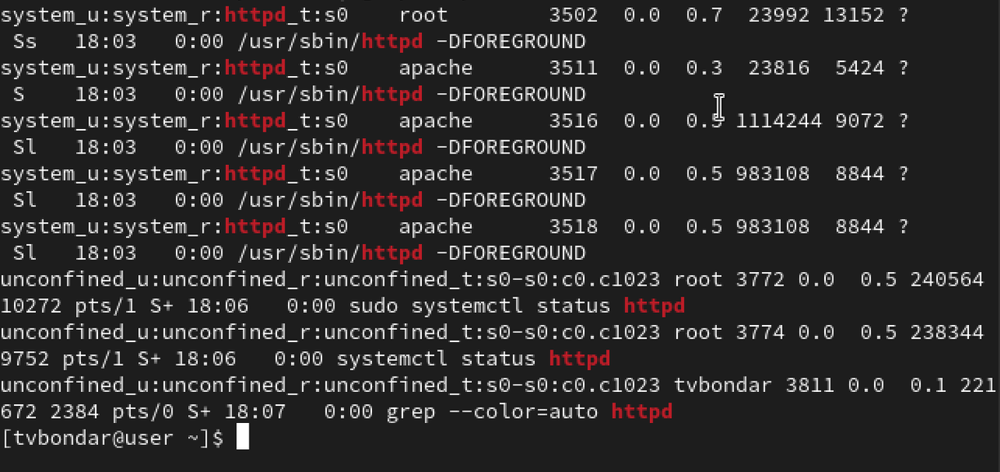 system_u:system_r:httpd_t:s0    root        3502  0.0  0.7  23992 13152 ?
 Ss   18:03   0:00 /usr/sbin/httpd -DFOREGROUND
system_u:system_r:httpd_t:s0    apache      3511  0.0  0.3  23816  5424 ?
 S    18:03   0:00 /usr/sbin/httpd -DFOREGROUND
system_u:system_r:httpd_t:s0    apache      3516  0.0  0.5 1114244 9072 ?
 Sl   18:03   0:00 /usr/sbin/httpd -DFOREGROUND
system_u:system_r:httpd_t:s0    apache      3517  0.0  0.5 983108  8844 ?
 Sl   18:03   0:00 /usr/sbin/httpd -DFOREGROUND
system_u:system_r:httpd_t:s0    apache      3518  0.0  0.5 983108  8844 ?
 Sl   18:03   0:00 /usr/sbin/httpd -DFOREGROUND
unconfined_u:unconfined_r:unconfined_t:s0-s0:c0.c1023 root 3772 0.0  0.5 240564
10272 pts/1 S+ 18:06   0:00 sudo systemctl status httpd
unconfined_u:unconfined_r:unconfined_t:s0-s0:c0.c1023 root 3774 0.0  0.5 238344
9752 pts/1 S+ 18:06   0:00 systemctl status httpd
unconfined_u:unconfined_r:unconfined_t:s0-s0:c0.c1023 tvbondar 3811 0.0  0.1 221
672 2384 pts/0 S+ 18:07   0:00 grep --color=auto httpd
[tvbondar@user ~]$